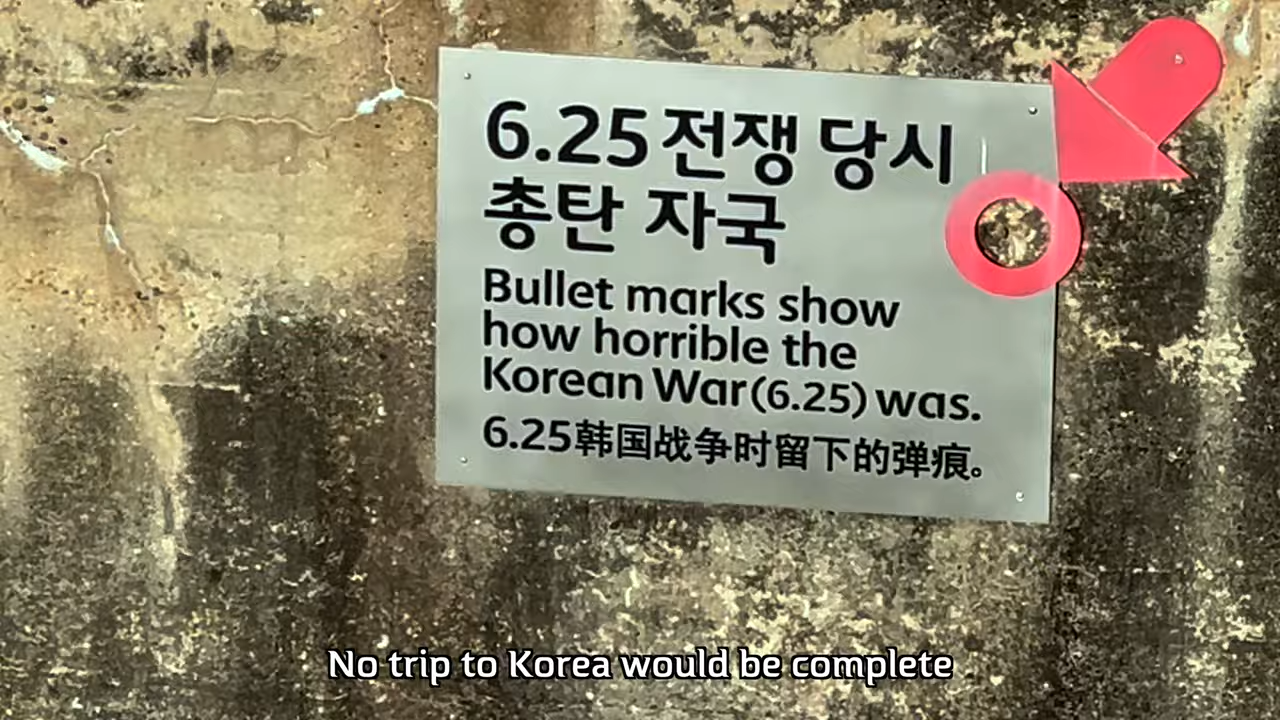 6.25전쟁 당시
총탄 자국
Bullet marks show
how horrible the
Korean War(6.25) was.
6.25韩国战争时留下的弹痕。
No trip to Korea would be complete